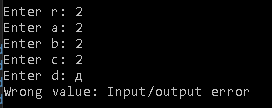 Enter r: 2
Enter a: 2
Enter b: 2
Enter c: 2
Enter d: д
Wrong value: Input/output error